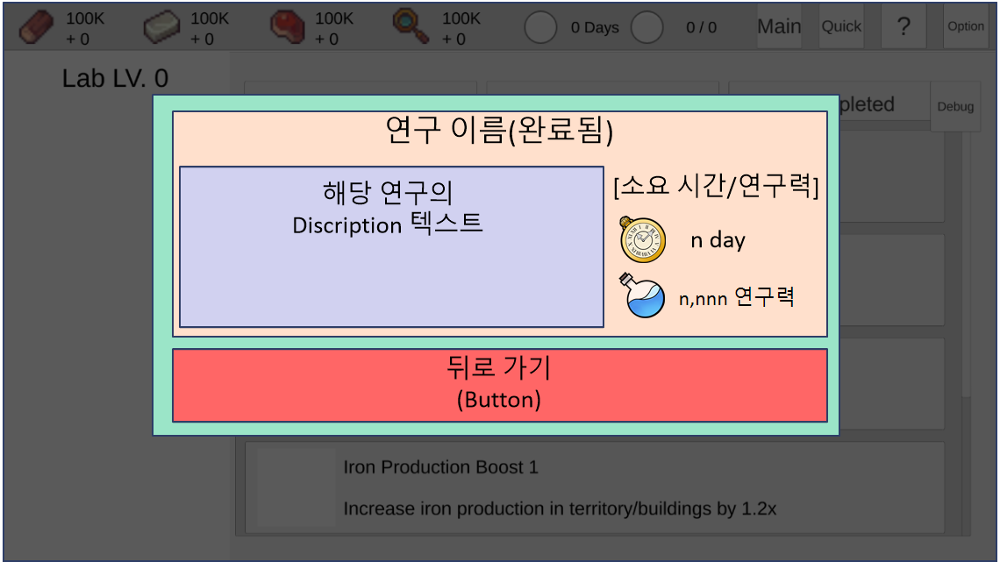 100K
+ 0
100K
+ 0
100K
+ 0
100K
+ 0
0 Days
0 / 0
Main
Quick
?
Option
Lab LV. 0
pleted
Debug
연구 이름(완료됨)
해당 연구의
Discription 텍스트
[소요 시간/연구력]
n day
n,nnn 연구력
뒤로 가기
(Button)
Iron Production Boost 1
Increase iron production in territory/buildings by 1.2x